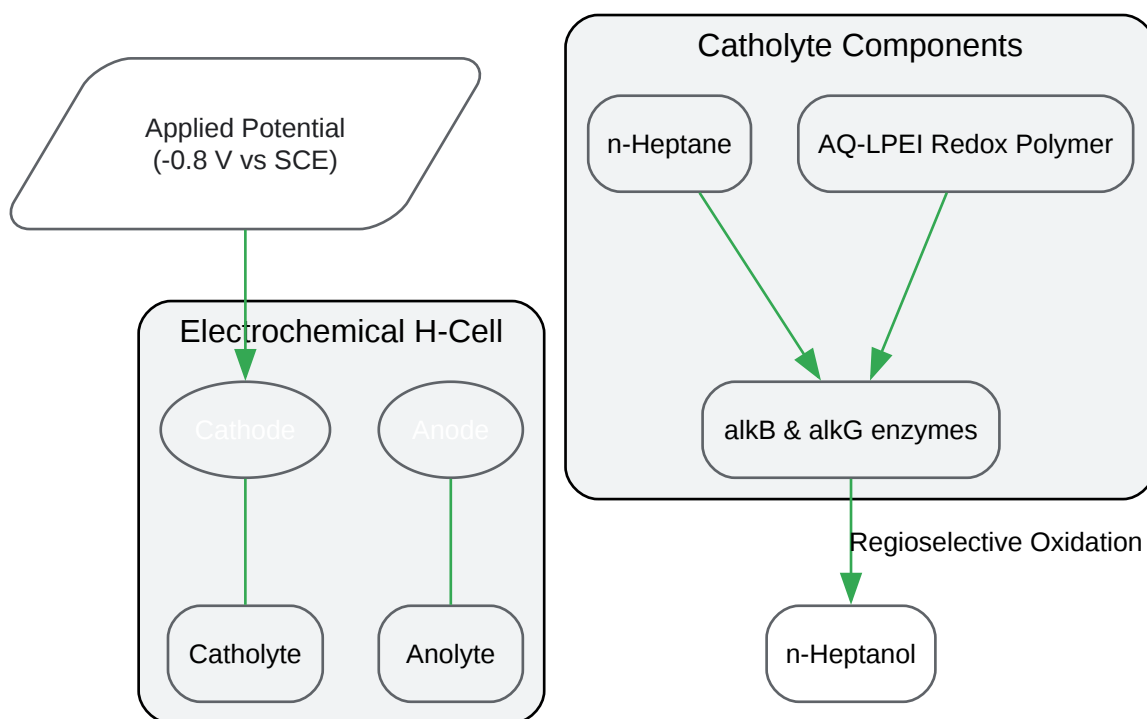 Applied Potential
(-0.8 V vs SCE)
Electrochemical H-Cell
Cathode
Anode
Catholyte
Anolyte
Catholyte Components
n-Heptane
AQ-LPEI Redox Polymer
alkB & alkG enzymes
Regioselective Oxidation
n-Heptanol